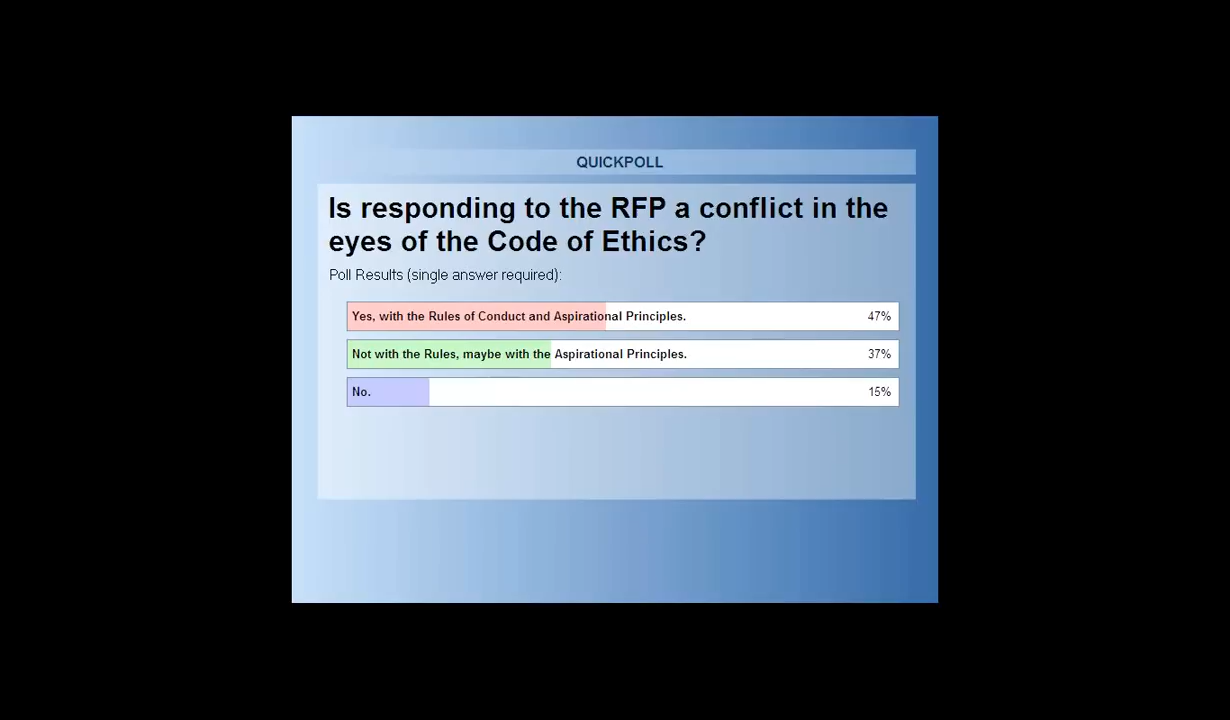 QUICKPOLL
Is responding to the RFP a conflict in the
eyes of the Code of Ethics?
Poll Results (single answer required):
Yes, with the Rules of Conduct and Aspirational Principles. 47%
Not with the Rules, maybe with the Aspirational Principles. 37%
No. 15%